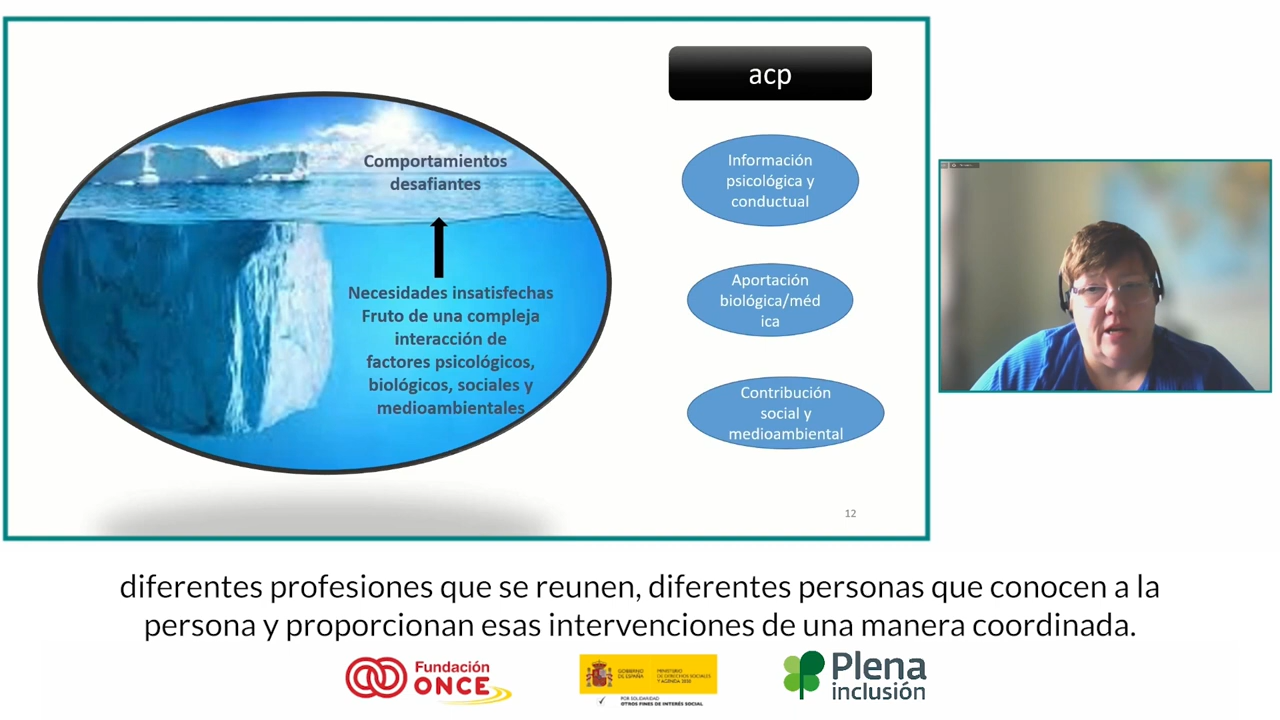 acp
Comportamientos
desafiantes
Necesidades insatisfechas
Fruto de una compleja
interacción de
factores psicológicos,
biológicos, sociales y
medioambientales
Información
psicológica y
conductual
Aportación
biológica/méd
ica
Contribución
social y
medioambiental
12
diferentes profesiones que se reunen, diferentes personas que conocen a la
persona y proporcionan esas intervenciones de una manera coordinada.
Fundación
ONCE
GOBIERNO
DE ESPAÑA
MINISTERIO
DE DERECHOS SOCIALES
Y AGENDA 2030
POR SOLIDARIDAD
OTROS FINES DE INTERÉS SOCIAL
Plena
inclusión